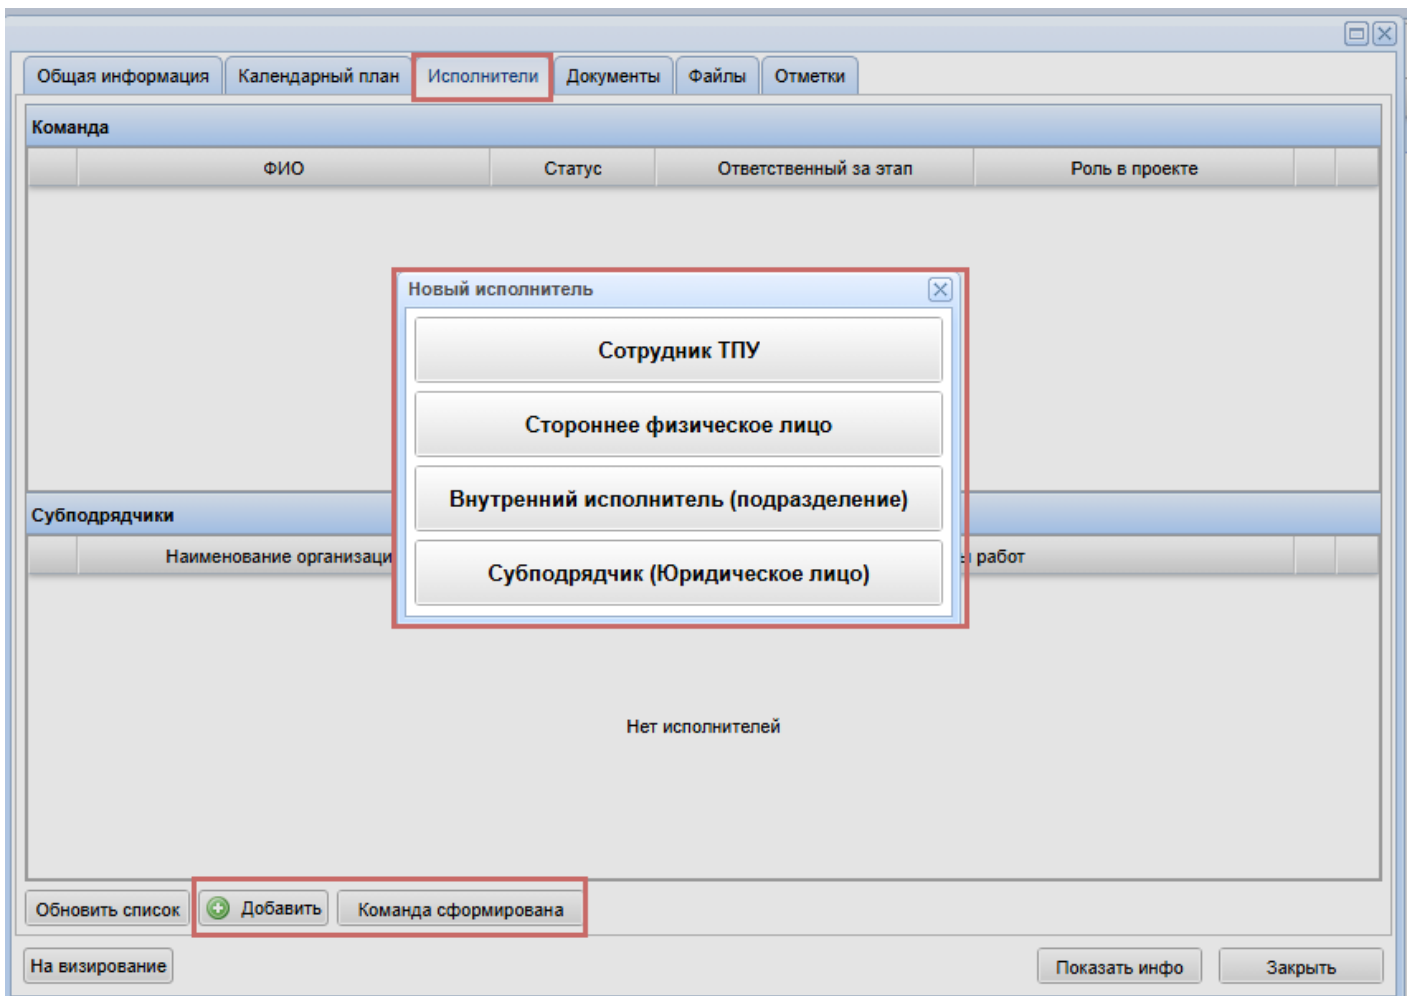 Общая информация Календарный план Исполнители Документы Файлы Отметки
Команда
ФИО Статус Ответственный за этап Роль в проекте
Новый исполнитель
Сотрудник ТПУ
Стороннее физическое лицо
Внутренний исполнитель (подразделение)
Субподрядчик (Юридическое лицо)
Субподрядчики
Наименование организаци работ
Нет исполнителей
Обновить список Добавить Команда сформирована
На визирование Показать инфо Закрыть